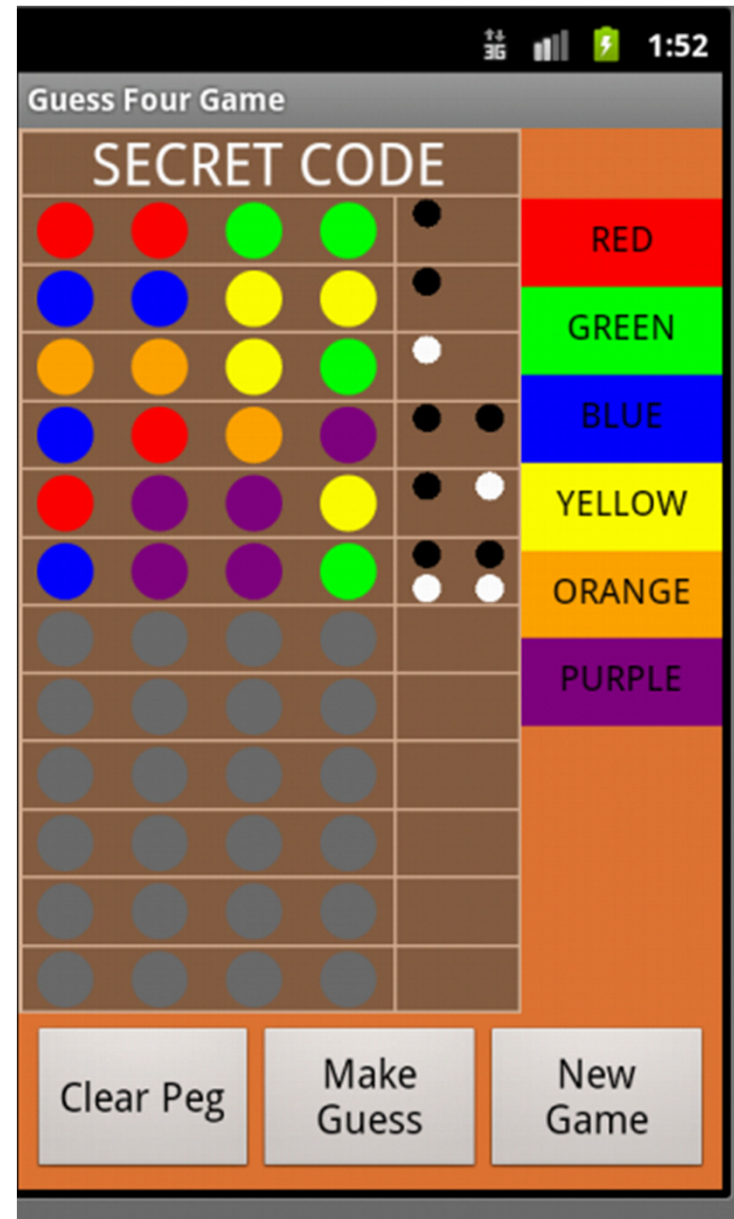 3G 1:52
Guess Four Game
SECRET CODE
RED
GREEN
BLUE
YELLOW
ORANGE
PURPLE
Clear Peg
Make
Guess
New
Game